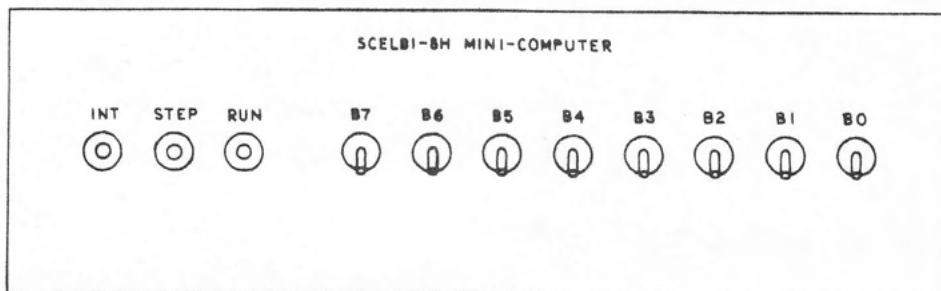 SCELBI-8H MINI-COMPUTER
INT STEP RUN B7 B6 B5 B4 B3 B2 B1 B0